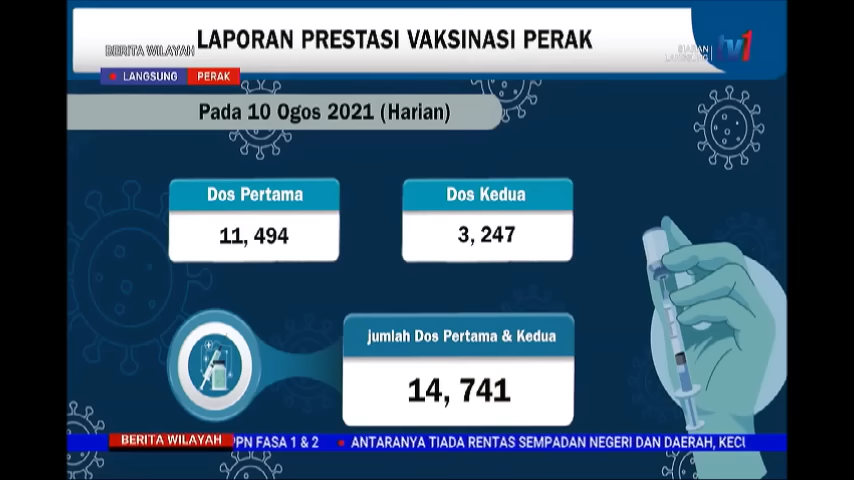 LAPORAN PRESTASI VAKSINASI PERAK
BERITA WILAYAH
SIARAN LANGSUNG
tv1
LANGSUNG
PERAK
Pada 10 Ogos 2021 (Harian)
Dos Pertama
11, 494
Dos Kedua
3, 247
jumlah Dos Pertama & Kedua
14, 741
BERITA WILAYAH
PPN FASA 1 & 2 • ANTARANYA TIADA RENTAS SEMPADAN NEGERI DAN DAERAH,